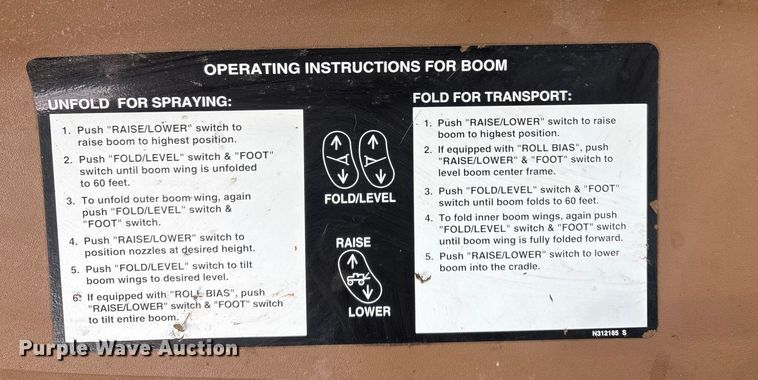 OPERATING INSTRUCTIONS FOR BOOM
UNFOLD FOR SPRAYING:
1. Push "RAISE/LOWER" switch to
raise boom to highest position.
2. Push "FOLD/LEVEL" switch & "FOOT"
switch until boom wing is unfolded
to 60 feet.
3. To unfold outer boom wing, again
push "FOLD/LEVEL" switch &
"FOOT" switch.
4. Push "RAISE/LOWER" switch to
position nozzles at desired height.
5. Push "FOLD/LEVEL" switch to tilt
boom wings to desired level.
6. If equipped with "ROLL BIAS", push
"RAISE/LOWER" switch & "FOOT" switch
to tilt entire boom.
FOLD/LEVEL
RAISE
LOWER
FOLD FOR TRANSPORT:
1. Push "RAISE/LOWER" switch to raise
boom to highest position.
2. If equipped with "ROLL BIAS", push
"RAISE/LOWER" & "FOOT" switch to
level boom center frame.
3. Push "FOLD/LEVEL" switch & "FOOT"
switch until boom folds to 60 feet.
4. To fold inner boom wings, again push
"FOLD/LEVEL" switch & "FOOT" switch
until boom wing is fully folded forward.
5. Push "RAISE/LOWER" switch to lower
boom into the cradle.
N312185 S
Purple Wave Auction